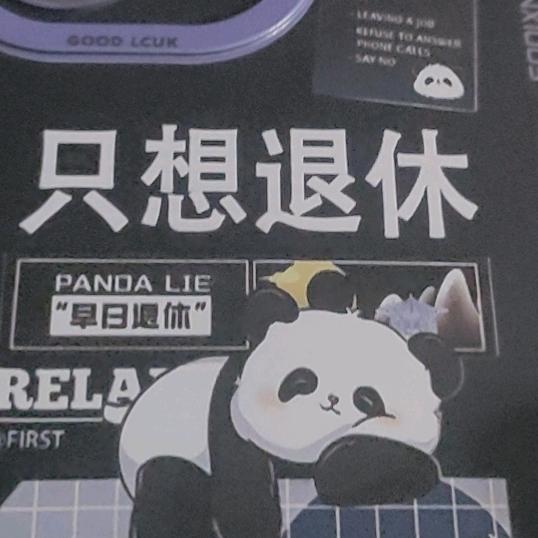 GOOD LCUK
- LEAVING A JOB
- REFUSE TO ANSWER
PHONE CALLS
- SAY NO
只想退休
PANDA LIE
"早日退休"
RELA
@FIRST